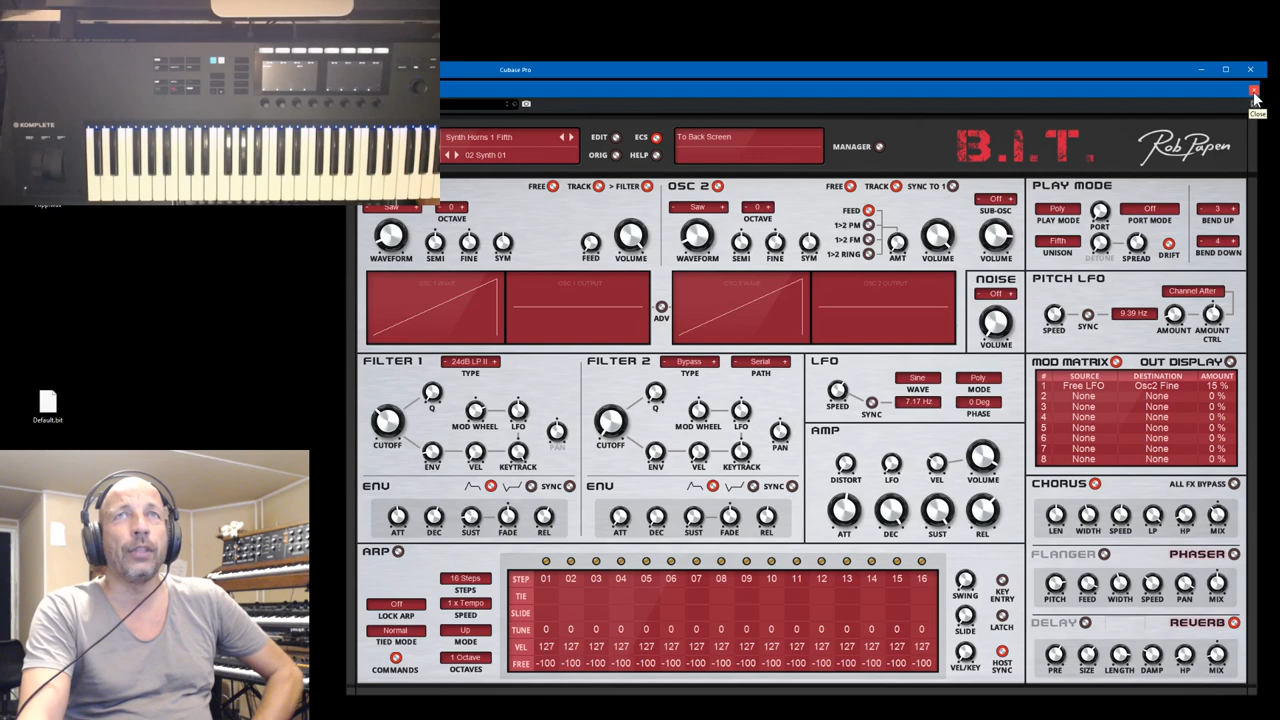 Cubase Pro
Close
KOMPLETE
Synth Horns 1 Fifth
02 Synth 01
EDIT
ORIG
ECS
HELP
To Back Screen
MANAGER
B.I.T.
Rob Papen
FREE TRACK > FILTER
Saw
- 0 +
OCTAVE
WAVEFORM SEMI FINE SYM FEED VOLUME
OSC 2
FREE TRACK SYNC TO 1
Saw
- 0 +
OCTAVE
FEED
1>2 PM
1>2 FM
1>2 RING
WAVEFORM SEMI FINE SYM AMT VOLUME
- Off +
SUB-OSC
VOLUME
OSC 1 WAVE
OSC 1 OUTPUT
ADV
OSC 2 WAVE
OSC 2 OUTPUT
NOISE
- Off +
VOLUME
PLAY MODE
Poly
PLAY MODE
PORT
Off
PORT MODE
- 3 +
BEND UP
Fifth
UNISON
DETUNE
SPREAD
DRIFT
- 4 +
BEND DOWN
PITCH LFO
Channel After
SPEED
SYNC
9.39 Hz
AMOUNT
AMOUNT
CTRL
FILTER 1
- 24dB LP II +
TYPE
Q
CUTOFF
MOD WHEEL
LFO
PAN
ENV
VEL
KEYTRACK
FILTER 2
- Bypass +
TYPE
- Serial +
PATH
Q
CUTOFF
MOD WHEEL
LFO
PAN
ENV
VEL
KEYTRACK
LFO
SPEED
SYNC
Sine
WAVE
7.17 Hz
Poly
MODE
0 Deg
PHASE
AMP
DISTORT LFO VEL VOLUME
ATT DEC SUST REL
MOD MATRIX
OUT DISPLAY
# SOURCE DESTINATION AMOUNT
1 Free LFO Osc2 Fine 15 %
2 None None 0 %
3 None None 0 %
4 None None 0 %
5 None None 0 %
6 None None 0 %
7 None None 0 %
8 None None 0 %
ENV
SYNC
ATT DEC SUST FADE REL
ENV
SYNC
ATT DEC SUST FADE REL
CHORUS
ALL FX BYPASS
LEN WIDTH SPEED LP HP MIX
FLANGER
PHASER
PITCH FEED WIDTH SPEED PAN MIX
DELAY
REVERB
PRE SIZE LENGTH DAMP HP MIX
ARP
16 Steps
STEPS
Off
LOCK ARP
1 x Tempo
SPEED
Normal
TIED MODE
Up
MODE
COMMANDS
1 Octave
OCTAVES
STEP 01 02 03 04 05 06 07 08 09 10 11 12 13 14 15 16
TIE
SLIDE
TUNE 0 0 0 0 0 0 0 0 0 0 0 0 0 0 0 0
VEL 127 127 127 127 127 127 127 127 127 127 127 127 127 127 127 127
FREE -100 -100 -100 -100 -100 -100 -100 -100 -100 -100 -100 -100 -100 -100 -100 -100
SWING
KEY
ENTRY
SLIDE
LATCH
VEL/KEY
HOST
SYNC
Default.bit